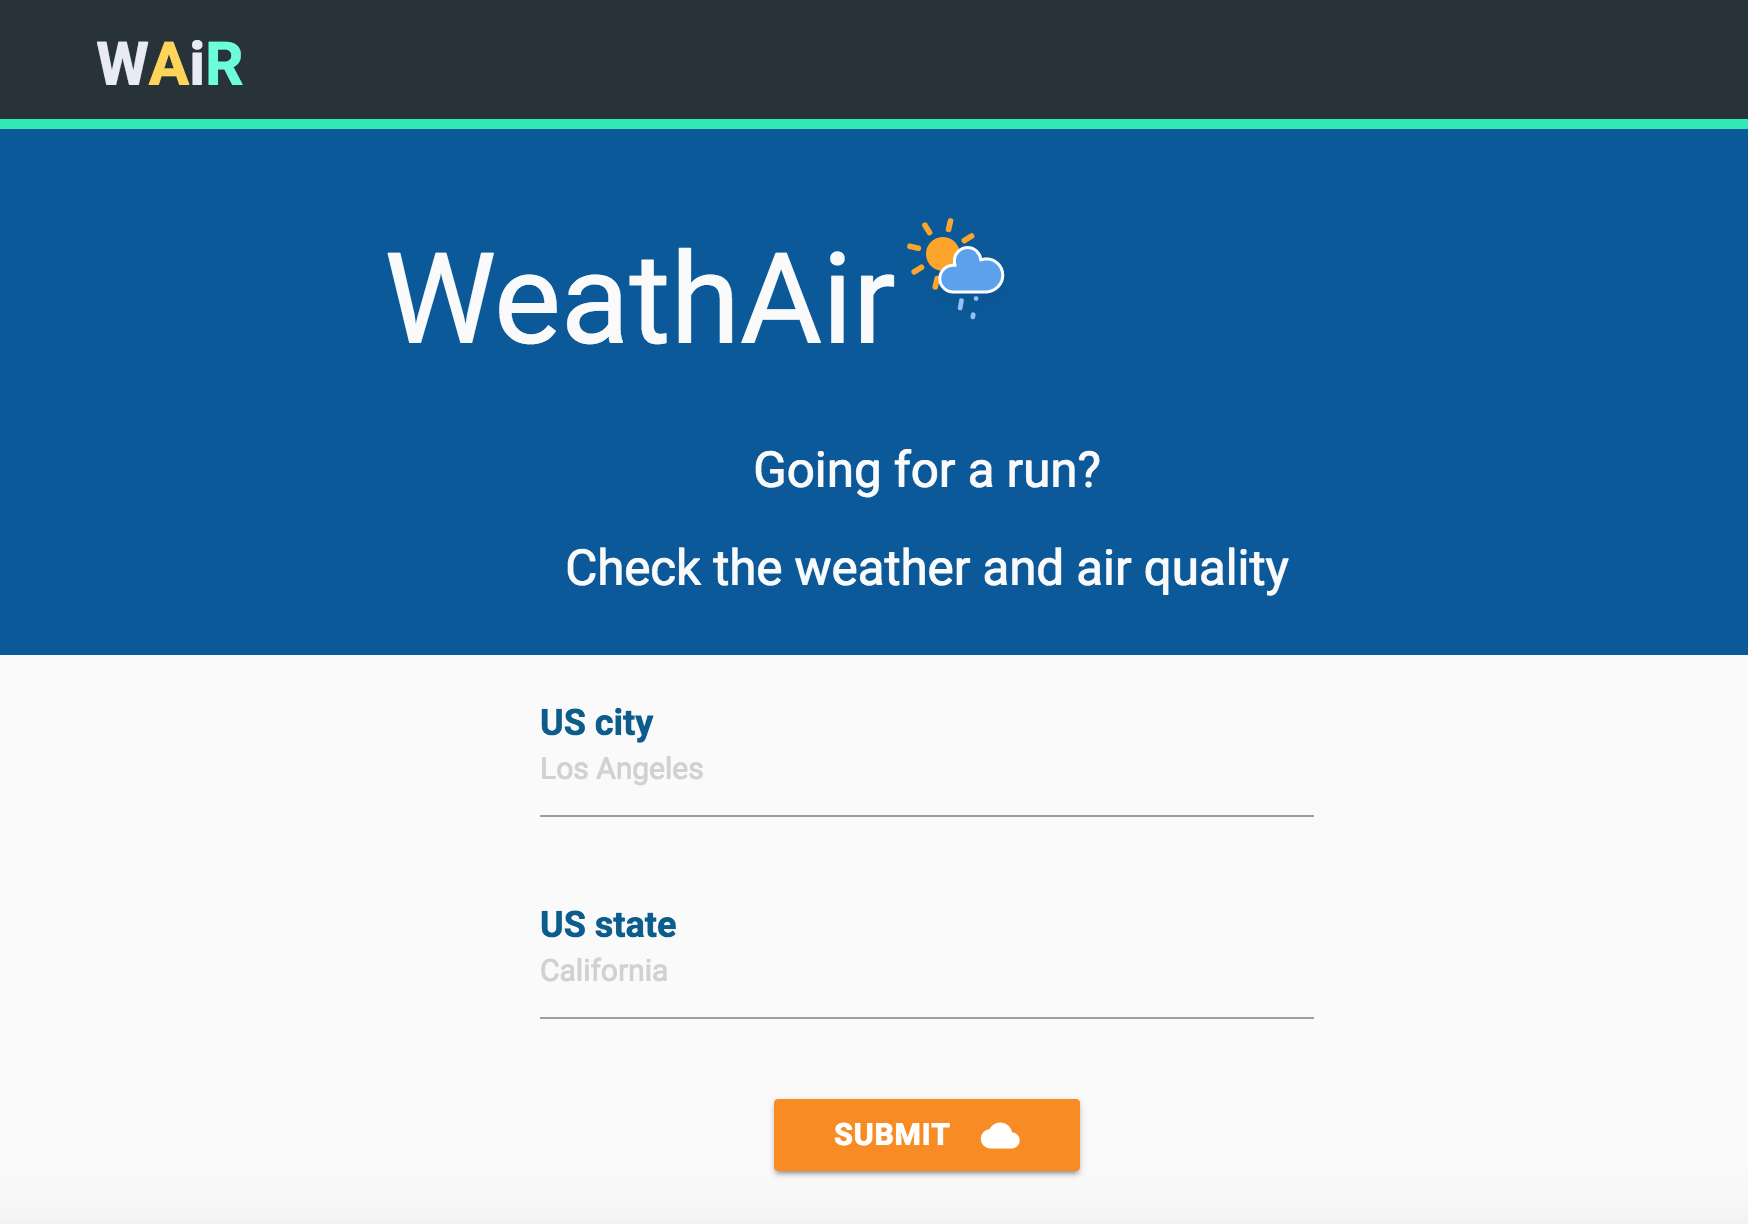 WAiR
WeathAir
Going for a run?
Check the weather and air quality
US city
Los Angeles
US state
California
SUBMIT